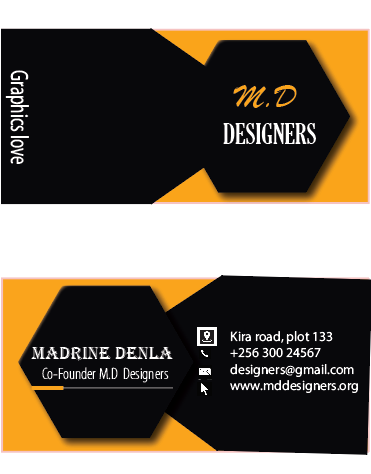 Graphics love
M.D
DESIGNERS
MADRINE DENLA
Co-Founder M.D Designers
Kira road, plot 133
+256 300 24567
designers@gmail.com
www.mddesigners.org